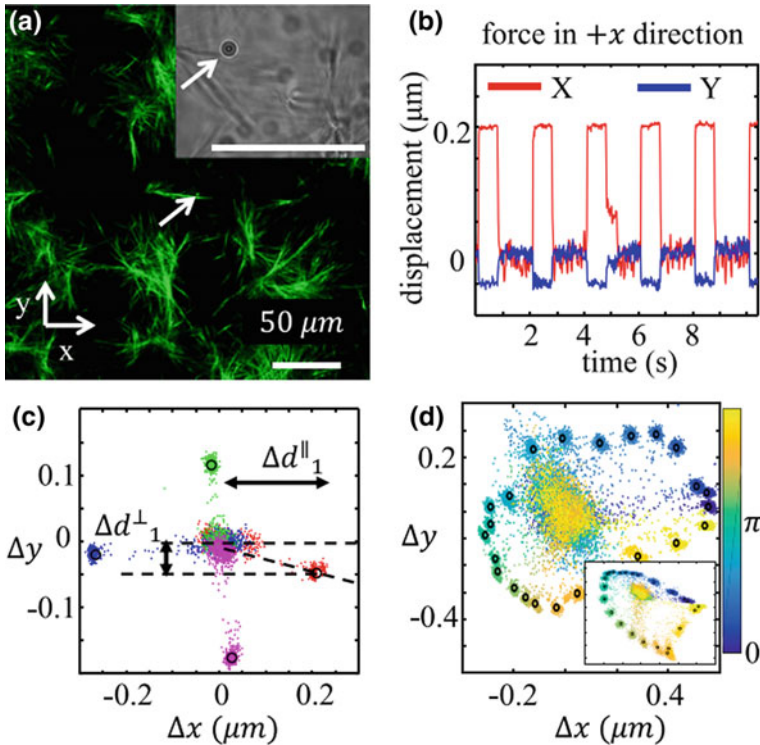 (a)
y
x
50 μm
(b)
force in +x direction
X
Y
displacement (μm)
0.2
0
2
4
6
8
time (s)
(c)
Δd∥₁
Δd⊥₁
Δy
0.1
0
-0.1
-0.2
0
0.2
Δx (μm)
(d)
Δy
0.2
-0.4
-0.2
0.4
Δx (μm)
π
0